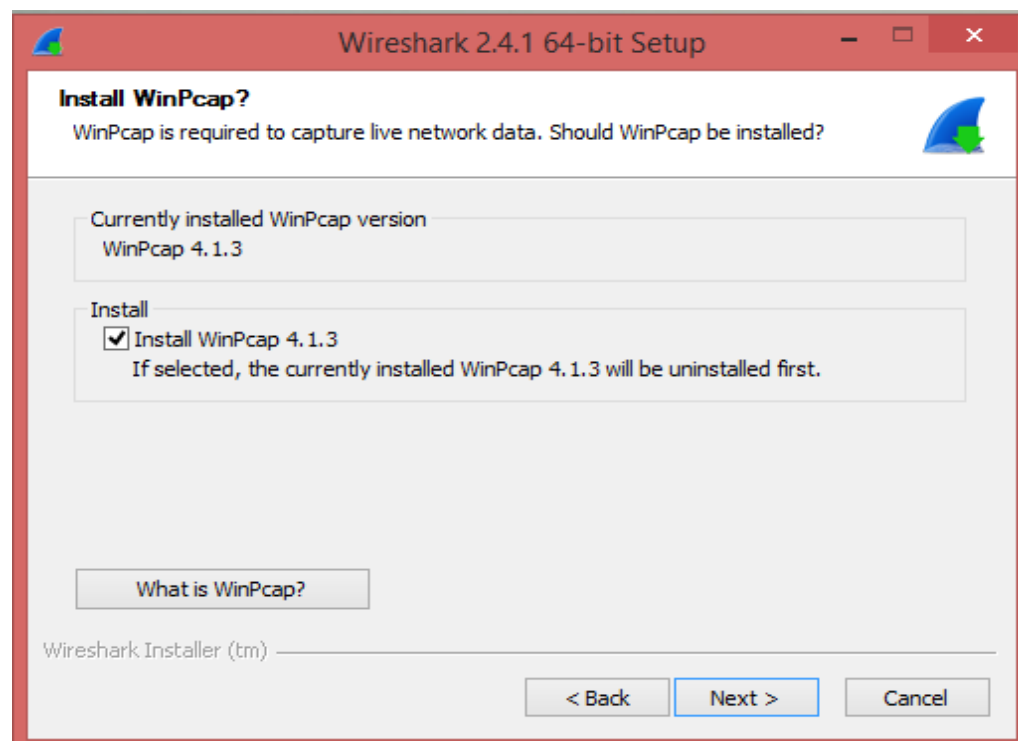 Wireshark 2.4.1 64-bit Setup
Install WinPcap?
WinPcap is required to capture live network data. Should WinPcap be installed?
Currently installed WinPcap version
WinPcap 4.1.3
Install
Install WinPcap 4.1.3
If selected, the currently installed WinPcap 4.1.3 will be uninstalled first.
What is WinPcap?
Wireshark Installer (tm)
< Back Next > Cancel